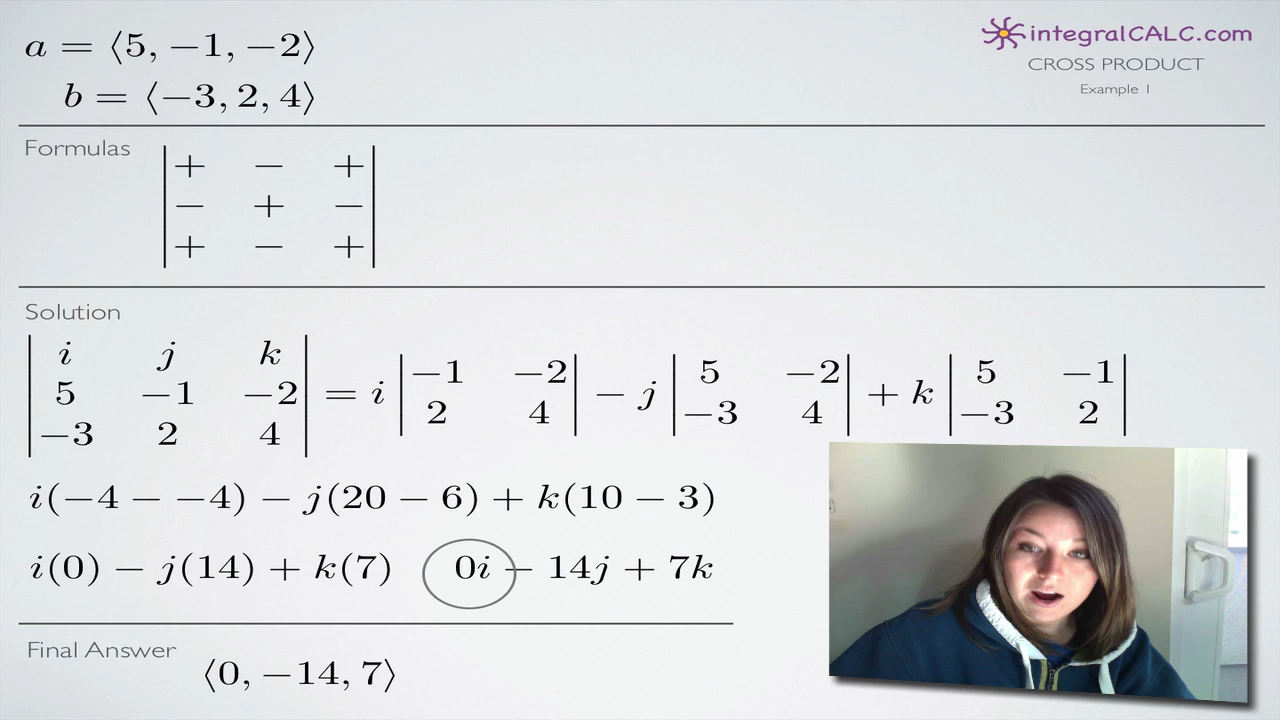 a = ⟨5, −1, −2⟩
b = ⟨−3, 2, 4⟩
integralCALC.com
CROSS PRODUCT
Example 1
Formulas
| + − + |
| − + − |
| + − + |
Solution
| i j k |
| 5 −1 −2 | = i | −1 −2 | − j | 5 −2 | + k | 5 −1 |
| −3 2 4 | | 2 4 | | −3 4 | | −3 2 |
i(−4 − −4) − j(20 − 6) + k(10 − 3)
i(0) − j(14) + k(7) 0i − 14j + 7k
Final Answer
⟨0, −14, 7⟩